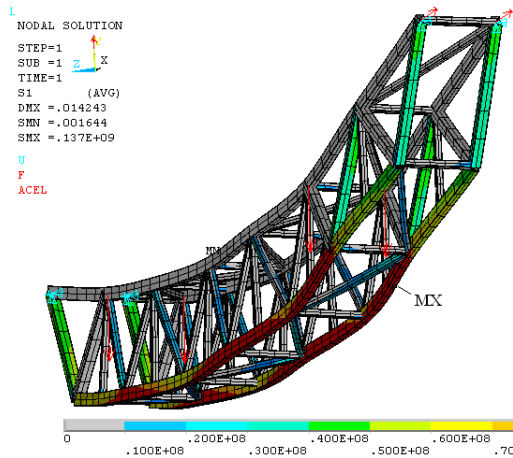 1
NODAL SOLUTION
STEP=1
SUB =1
TIME=1
S1 (AVG)
DMX =.014243
SMN =.001644
SMX =.137E+09
U
F
ACEL
Y
Z X
MN
MX
0 .200E+08 .400E+08 .600E+08
.100E+08 .300E+08 .500E+08 .70